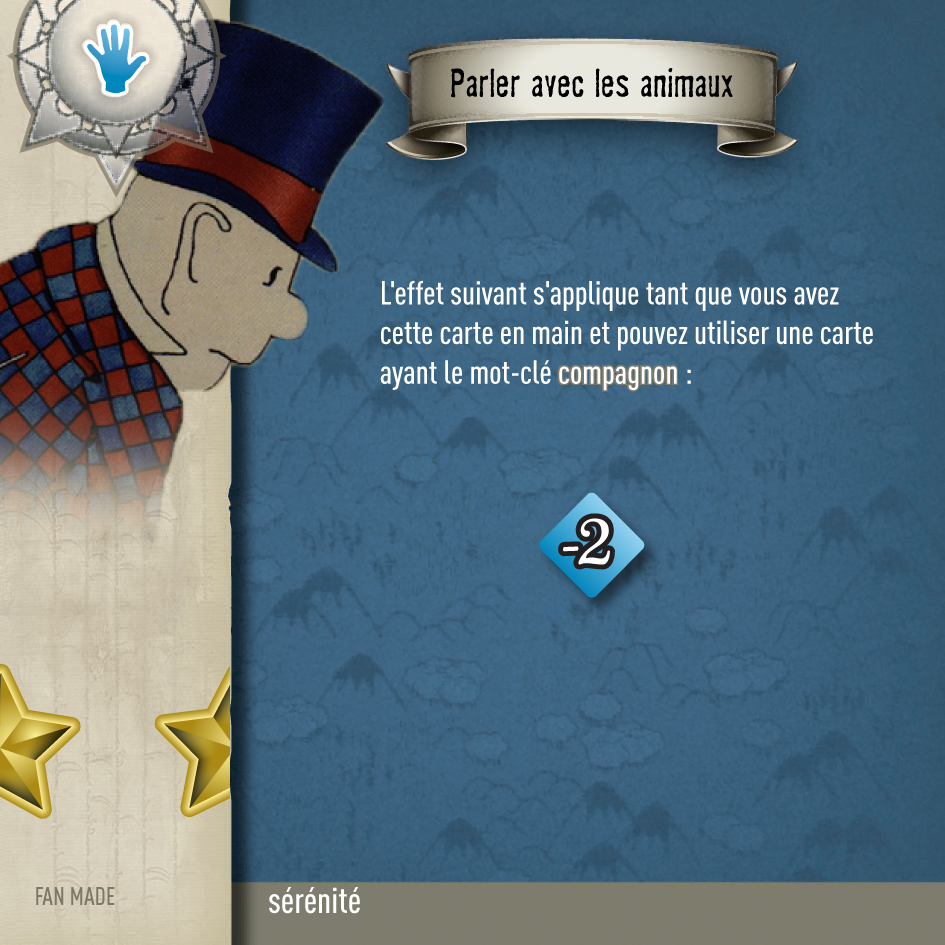 Parler avec les animaux
L'effet suivant s'applique tant que vous avez
cette carte en main et pouvez utiliser une carte
ayant le mot-clé compagnon :
-2
FAN MADE
sérénité